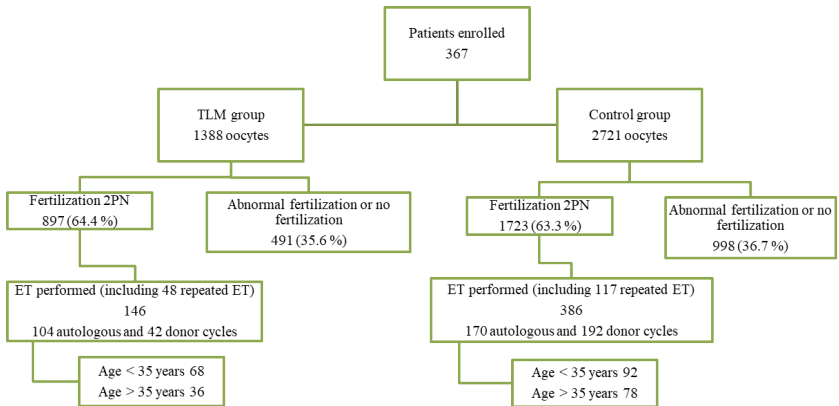 Patients enrolled
367
TLM group
1388 oocytes
Control group
2721 oocytes
Fertilization 2PN
897 (64.4 %)
Abnormal fertilization or no
fertilization
491 (35.6 %)
Fertilization 2PN
1723 (63.3 %)
Abnormal fertilization or no
fertilization
998 (36.7 %)
ET performed (including 48 repeated ET)
146
104 autologous and 42 donor cycles
ET performed (including 117 repeated ET)
386
170 autologous and 192 donor cycles
Age < 35 years 68
Age > 35 years 36
Age < 35 years 92
Age > 35 years 78